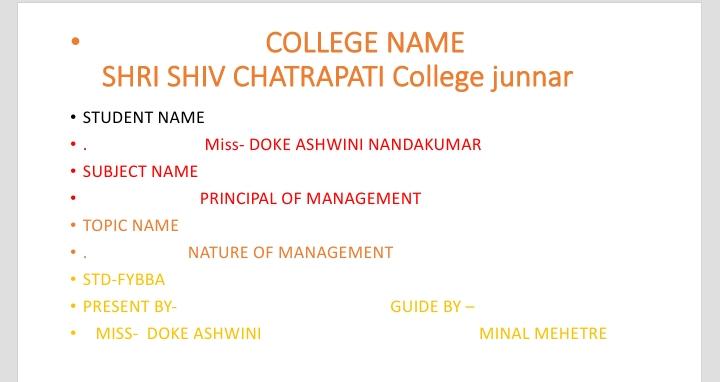 • COLLEGE NAME
SHRI SHIV CHATRAPATI College junnar
• STUDENT NAME
• . Miss- DOKE ASHWINI NANDAKUMAR
• SUBJECT NAME
• PRINCIPAL OF MANAGEMENT
• TOPIC NAME
• . NATURE OF MANAGEMENT
• STD-FYBBA
• PRESENT BY- GUIDE BY –
• MISS- DOKE ASHWINI MINAL MEHETRE